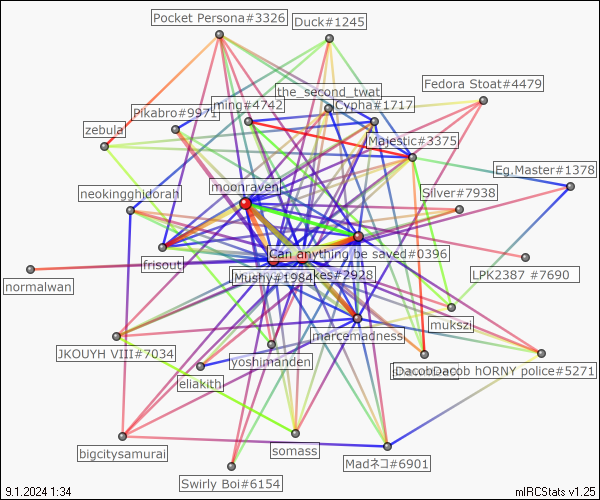 Pocket Persona#3326
Duck#1245
Fedora Stoat#4479
the_second_twat
ming#4742
Cypha#1717
Pikabro#9971
zebula
Majestic#3375
Eg.Master#1378
moonraven
neokingghidorah
Silver#7938
Can anything be saved#0396
frisout
kes#2928
Mushy#1984
LPK2387 #7690
normalwan
mukszi
marcemadness
JKOUYH VIII#7034
yoshimanden
DacobDacob hORNY police#5271
eliakith
bigcitysamurai
somass
Madネコ#6901
Swirly Boi#6154
9.1.2024 1:34
mIRCStats v1.25